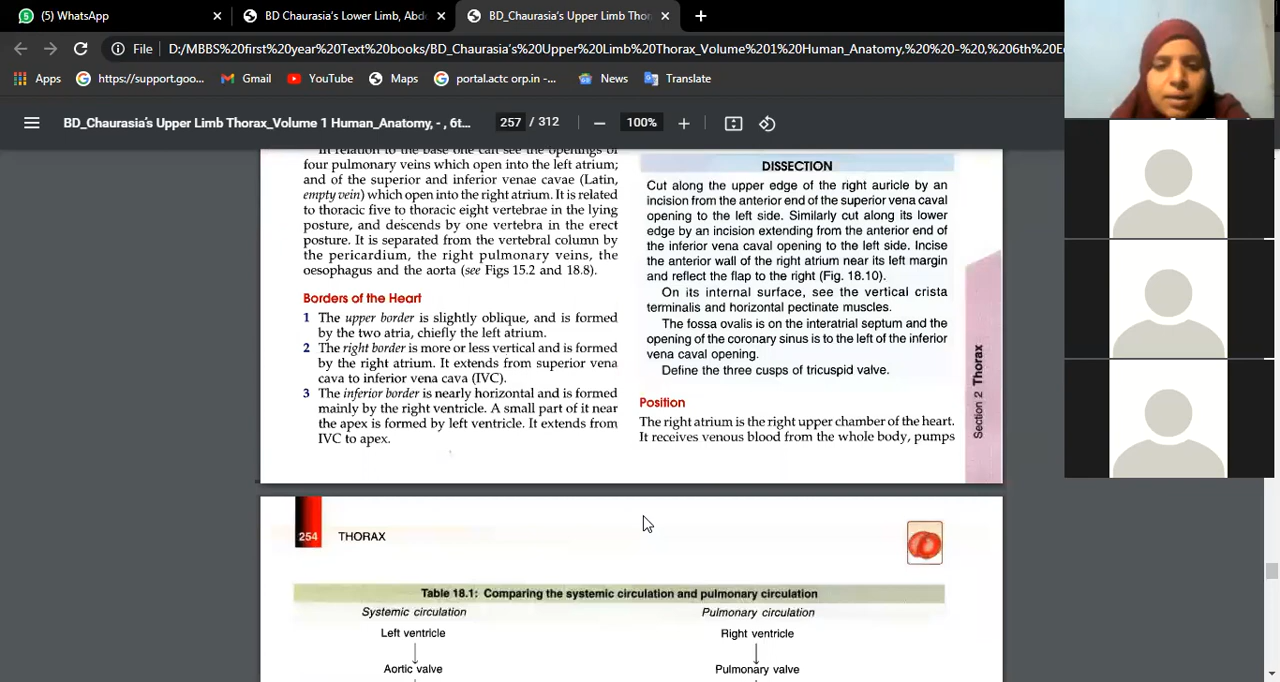 (5) WhatsApp
BD Chaurasia's Lower Limb, Abd
BD_Chaurasia's Upper Limb Thor
File
D:/MBBS%20first%20year%20Text%20books/BD_Chaurasia's%20Upper%20Limb%20Thorax_Volume%201%20Human_Anatomy,%20%20-%20,%206th%20Ed
Apps
https://support.goo...
Gmail
YouTube
Maps
portal.actc orp.in -...
News
Translate
BD_Chaurasia's Upper Limb Thorax_Volume 1 Human_Anatomy, - , 6t...
257 / 312
100%
In relation to the base one can see the openings of
four pulmonary veins which open into the left atrium;
and of the superior and inferior venae cavae (Latin,
empty vein) which open into the right atrium. It is related
to thoracic five to thoracic eight vertebrae in the lying
posture, and descends by one vertebra in the erect
posture. It is separated from the vertebral column by
the pericardium, the right pulmonary veins, the
oesophagus and the aorta (see Figs 15.2 and 18.8).
Borders of the Heart
1 The upper border is slightly oblique, and is formed
by the two atria, chiefly the left atrium.
2 The right border is more or less vertical and is formed
by the right atrium. It extends from superior vena
cava to inferior vena cava (IVC).
3 The inferior border is nearly horizontal and is formed
mainly by the right ventricle. A small part of it near
the apex is formed by left ventricle. It extends from
IVC to apex.
DISSECTION
Cut along the upper edge of the right auricle by an
incision from the anterior end of the superior vena caval
opening to the left side. Similarly cut along its lower
edge by an incision extending from the anterior end of
the inferior vena caval opening to the left side. Incise
the anterior wall of the right atrium near its left margin
and reflect the flap to the right (Fig. 18.10).
On its internal surface, see the vertical crista
terminalis and horizontal pectinate muscles.
The fossa ovalis is on the interatrial septum and the
opening of the coronary sinus is to the left of the inferior
vena caval opening.
Define the three cusps of tricuspid valve.
Position
The right atrium is the right upper chamber of the heart.
It receives venous blood from the whole body, pumps
Section 2 Thorax
254 THORAX
Table 18.1: Comparing the systemic circulation and pulmonary circulation
Systemic circulation
Pulmonary circulation
Left ventricle
Right ventricle
Aortic valve
Pulmonary valve